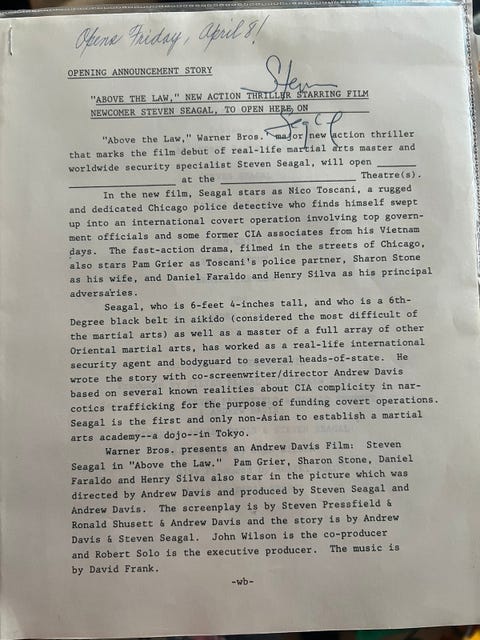 Opens Friday, April 8!
OPENING ANNOUNCEMENT STORY
Steven
Seagal
"ABOVE THE LAW," NEW ACTION THRILLER STARRING FILM
NEWCOMER STEVEN SEAGAL, TO OPEN HERE ON
"Above the Law," Warner Bros.' major new action thriller
that marks the film debut of real-life martial arts master and
worldwide security specialist Steven Seagal, will open ______
________________ at the ____________________ Theatre(s).
In the new film, Seagal stars as Nico Toscani, a rugged
and dedicated Chicago police detective who finds himself swept
up into an international covert operation involving top govern-
ment officials and some former CIA associates from his Vietnam
days. The fast-action drama, filmed in the streets of Chicago,
also stars Pam Grier as Toscani's police partner, Sharon Stone
as his wife, and Daniel Faraldo and Henry Silva as his principal
adversaries.
Seagal, who is 6-feet 4-inches tall, and who is a 6th-
Degree black belt in aikido (considered the most difficult of
the martial arts) as well as a master of a full array of other
Oriental martial arts, has worked as a real-life international
security agent and bodyguard to several heads-of-state. He
wrote the story with co-screenwriter/director Andrew Davis
based on several known realities about CIA complicity in nar-
cotics trafficking for the purpose of funding covert operations.
Seagal is the first and only non-Asian to establish a martial
arts academy--a dojo--in Tokyo.
Warner Bros. presents an Andrew Davis Film: Steven
Seagal in "Above the Law." Pam Grier, Sharon Stone, Daniel
Faraldo and Henry Silva also star in the picture which was
directed by Andrew Davis and produced by Steven Seagal and
Andrew Davis. The screenplay is by Steven Pressfield &
Ronald Shusett & Andrew Davis and the story is by Andrew
Davis & Steven Seagal. John Wilson is the co-producer
and Robert Solo is the executive producer. The music is
by David Frank.
-wb-